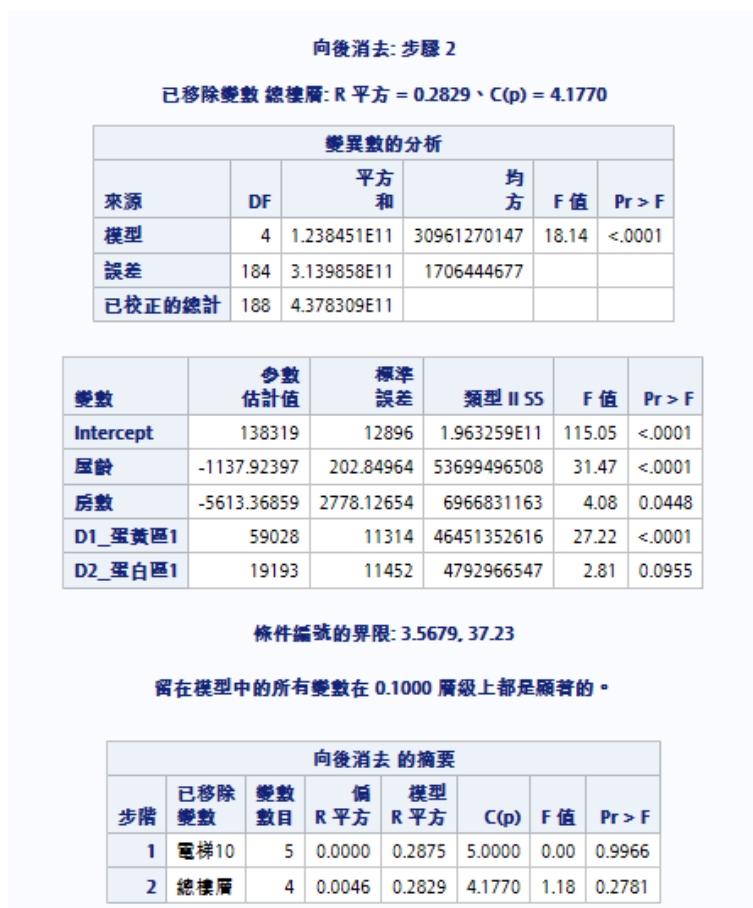 向後消去: 步驟 2
已移除變數 總樓層: R 平方 = 0.2829、C(p) = 4.1770
變異數的分析
來源 DF 平方和 均方 F 值 Pr > F
模型 4 1.238451E11 30961270147 18.14 <.0001
誤差 184 3.139858E11 1706444677
已校正的總計 188 4.378309E11
變數 參數估計值 標準誤差 類型 II SS F 值 Pr > F
Intercept 138319 12896 1.963259E11 115.05 <.0001
屋齡 -1137.92397 202.84964 53699496508 31.47 <.0001
房數 -5613.36859 2778.12654 6966831163 4.08 0.0448
D1_蛋黃區1 59028 11314 46451352616 27.22 <.0001
D2_蛋白區1 19193 11452 4792966547 2.81 0.0955
條件編號的界限: 3.5679, 37.23
留在模型中的所有變數在 0.1000 層級上都是顯著的。
向後消去 的摘要
步階 已移除變數 變數數目 偏R 平方 模型R 平方 C(p) F 值 Pr > F
1 電梯10 5 0.0000 0.2875 5.0000 0.00 0.9966
2 總樓層 4 0.0046 0.2829 4.1770 1.18 0.2781